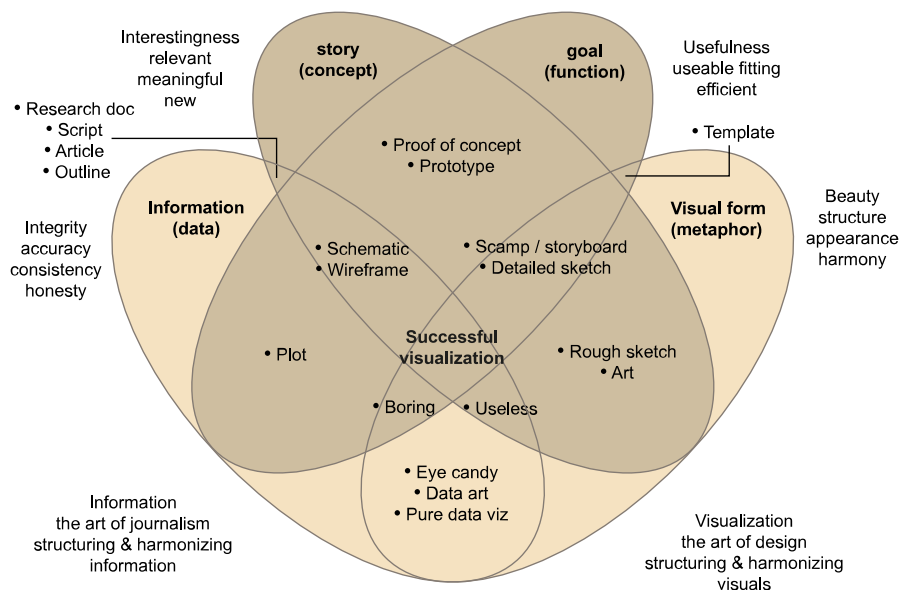 Interestingness
relevant
meaningful
new
story
(concept)
goal
(function)
Usefulness
useable fitting
efficient
• Research doc
• Script
• Article
• Outline
• Proof of concept
• Prototype
• Template
Information
(data)
Visual form
(metaphor)
Integrity
accuracy
consistency
honesty
Beauty
structure
appearance
harmony
• Schematic
• Wireframe
• Scamp / storyboard
• Detailed sketch
Successful
visualization
• Plot
• Rough sketch
• Art
• Boring
• Useless
• Eye candy
• Data art
• Pure data viz
Information
the art of journalism
structuring & harmonizing
information
Visualization
the art of design
structuring & harmonizing
visuals